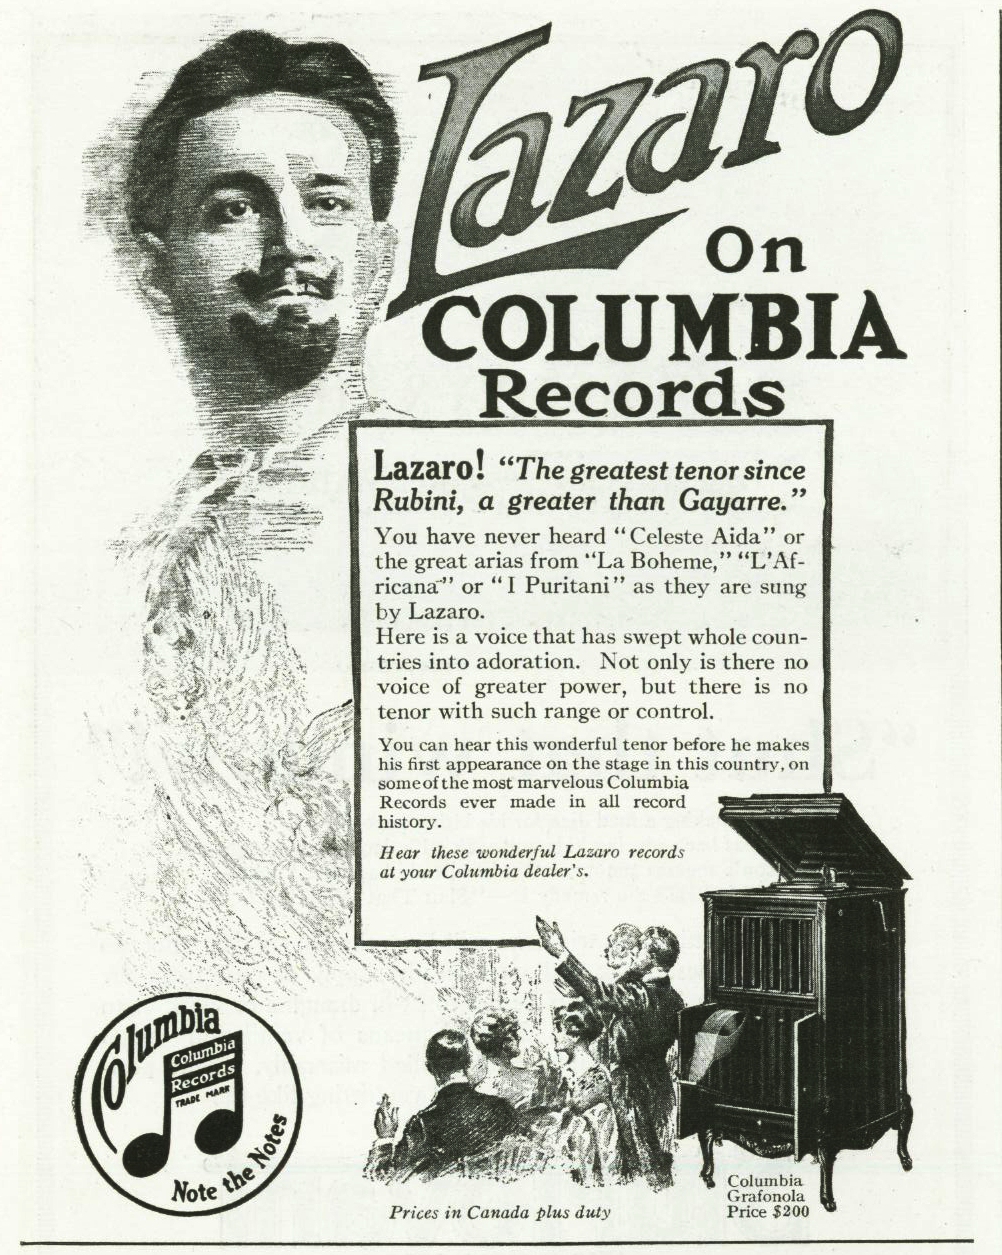 Lazaro
On
COLUMBIA
Records
Lazaro! “The greatest tenor since
Rubini, a greater than Gayarre.”
You have never heard “Celeste Aida” or
the great arias from “La Boheme,” “L'Af-
ricana” or “I Puritani” as they are sung
by Lazaro.
Here is a voice that has swept whole coun-
tries into adoration. Not only is there no
voice of greater power, but there is no
tenor with such range or control.
You can hear this wonderful tenor before he makes
his first appearance on the stage in this country, on
some of the most marvelous Columbia
Records ever made in all record
history.
Hear these wonderful Lazaro records
at your Columbia dealer's.
Columbia
Columbia
Records
TRADE MARK
Note the Notes
Columbia
Grafonola
Price $200
Prices in Canada plus duty